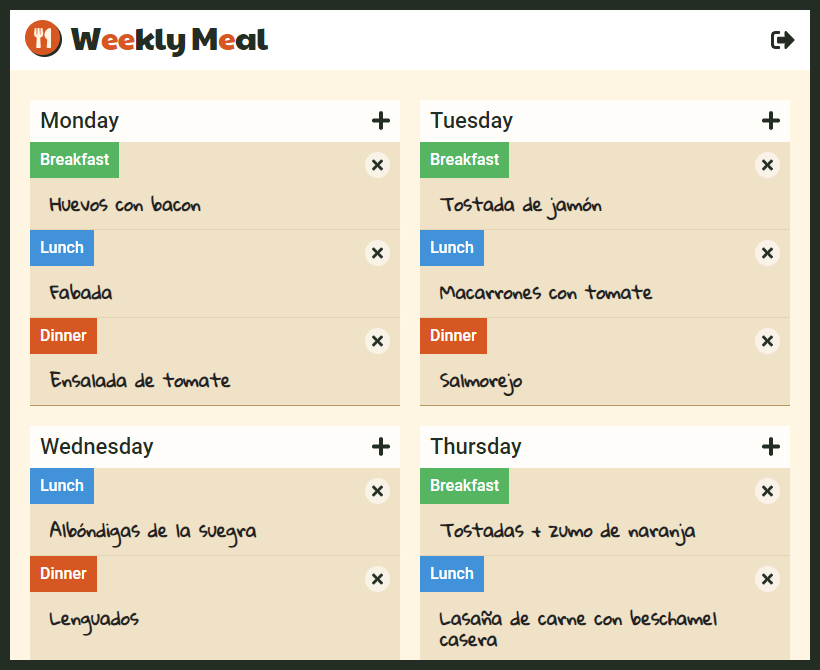 Weekly Meal
Monday
Breakfast
Huevos con bacon
Lunch
Fabada
Dinner
Ensalada de tomate
Tuesday
Breakfast
Tostada de jamón
Lunch
Macarrones con tomate
Dinner
Salmorejo
Wednesday
Lunch
Albóndigas de la suegra
Dinner
Lenguados
Thursday
Breakfast
Tostadas + zumo de naranja
Lunch
Lasaña de carne con beschamel
casera